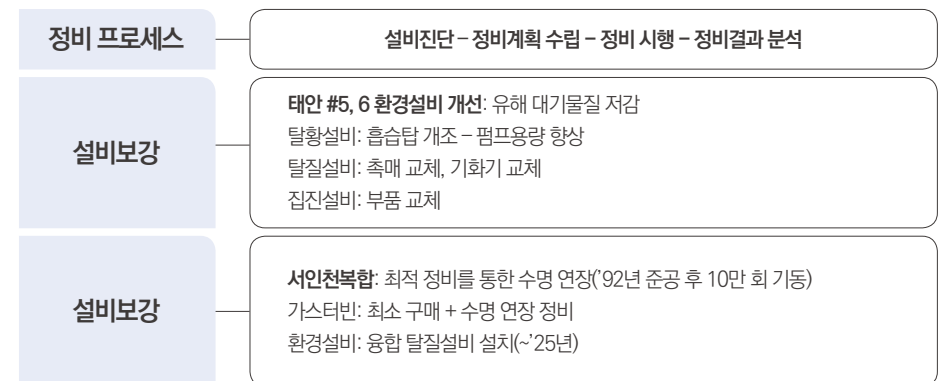 정비 프로세스
설비진단 – 정비계획 수립 – 정비 시행 – 정비결과 분석
설비보강
태안 #5, 6 환경설비 개선: 유해 대기물질 저감
탈황설비: 흡습탑 개조 – 펌프용량 향상
탈질설비: 촉매 교체, 기화기 교체
집진설비: 부품 교체
설비보강
서인천복합: 최적 정비를 통한 수명 연장(’92년 준공 후 10만 회 기동)
가스터빈: 최소 구매 + 수명 연장 정비
환경설비: 융합 탈질설비 설치(~’25년)